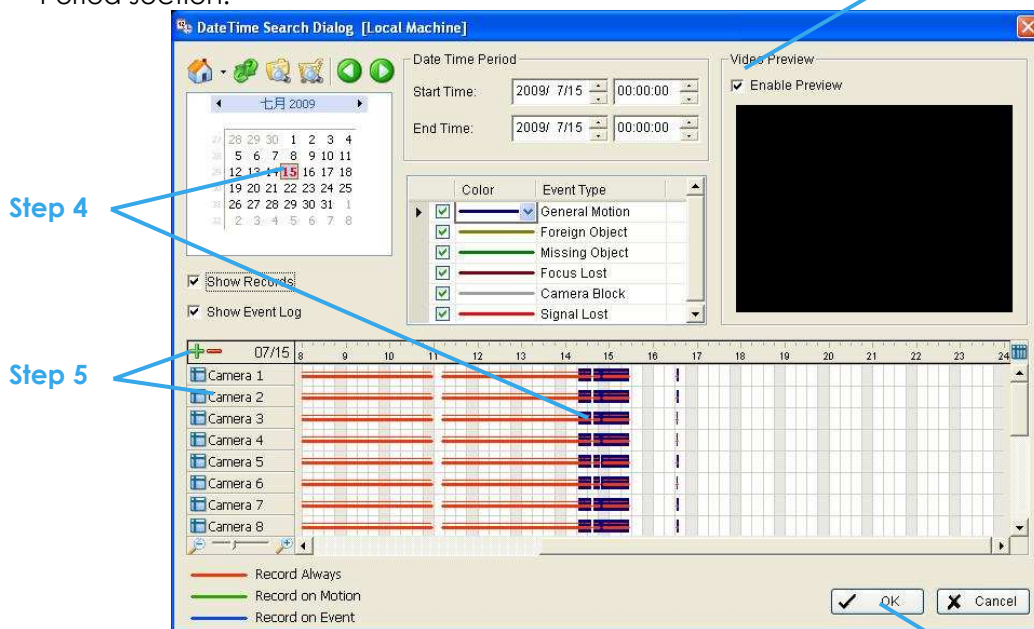 Period section.
DateTime Search Dialog [Local Machine]
Date Time Period
Start Time: 2009/ 7/15 00:00:00
End Time: 2009/ 7/15 00:00:00
Video Preview
Enable Preview
七月 2009
27 28 29 30 1 2 3 4
28 5 6 7 8 9 10 11
29 12 13 14 15 16 17 18
30 19 20 21 22 23 24 25
31 26 27 28 29 30 31 1
32 2 3 4 5 6 7 8
Step 4
Color Event Type
General Motion
Foreign Object
Missing Object
Focus Lost
Camera Block
Signal Lost
Show Records
Show Event Log
Step 5
07/15 8 9 10 11 12 13 14 15 16 17 18 19 20 21 22 23 24
Camera 1
Camera 2
Camera 3
Camera 4
Camera 5
Camera 6
Camera 7
Camera 8
Record Always
Record on Motion
Record on Event
OK Cancel